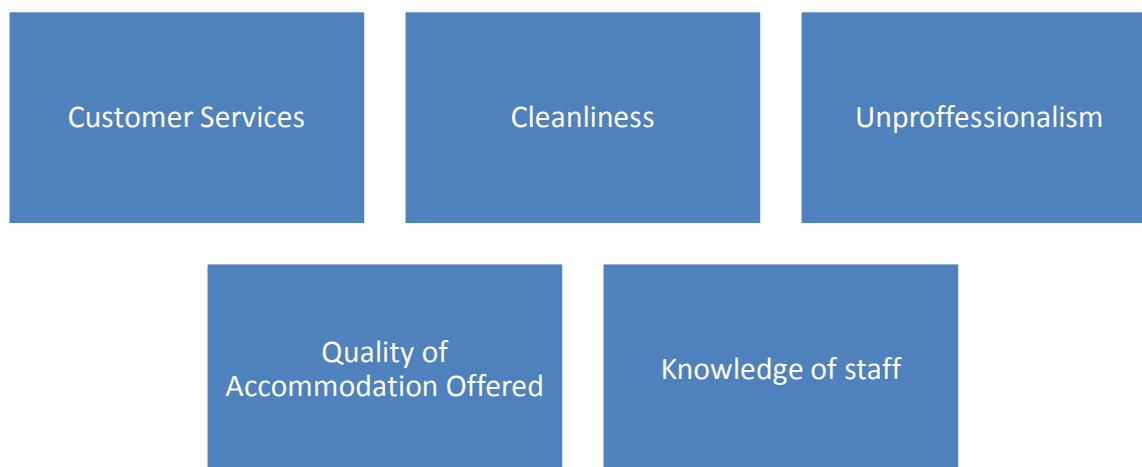 Customer Services
Cleanliness
Unproffessionalism
Quality of
Accommodation Offered
Knowledge of staff